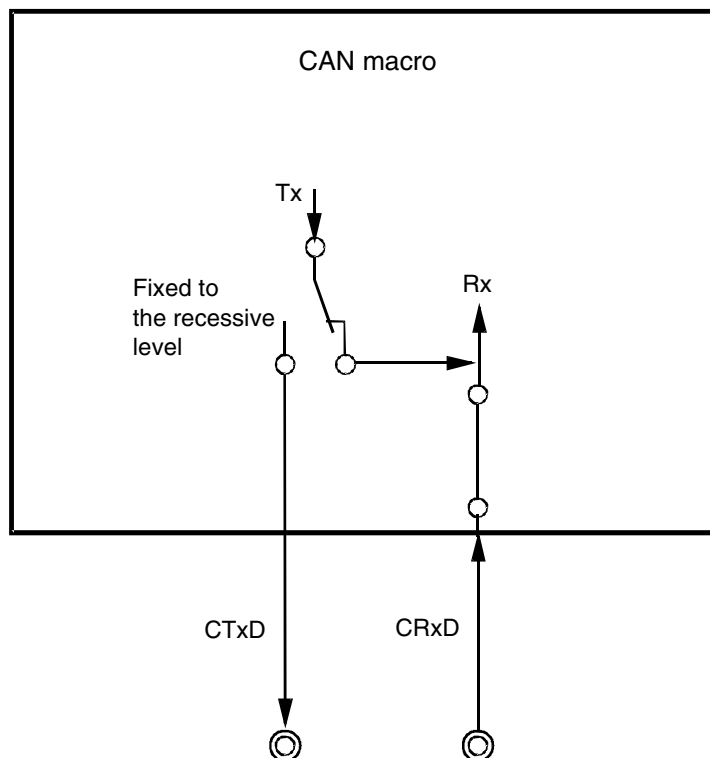 CAN macro
Tx
Fixed to
the recessive
level
Rx
CTxD
CRxD